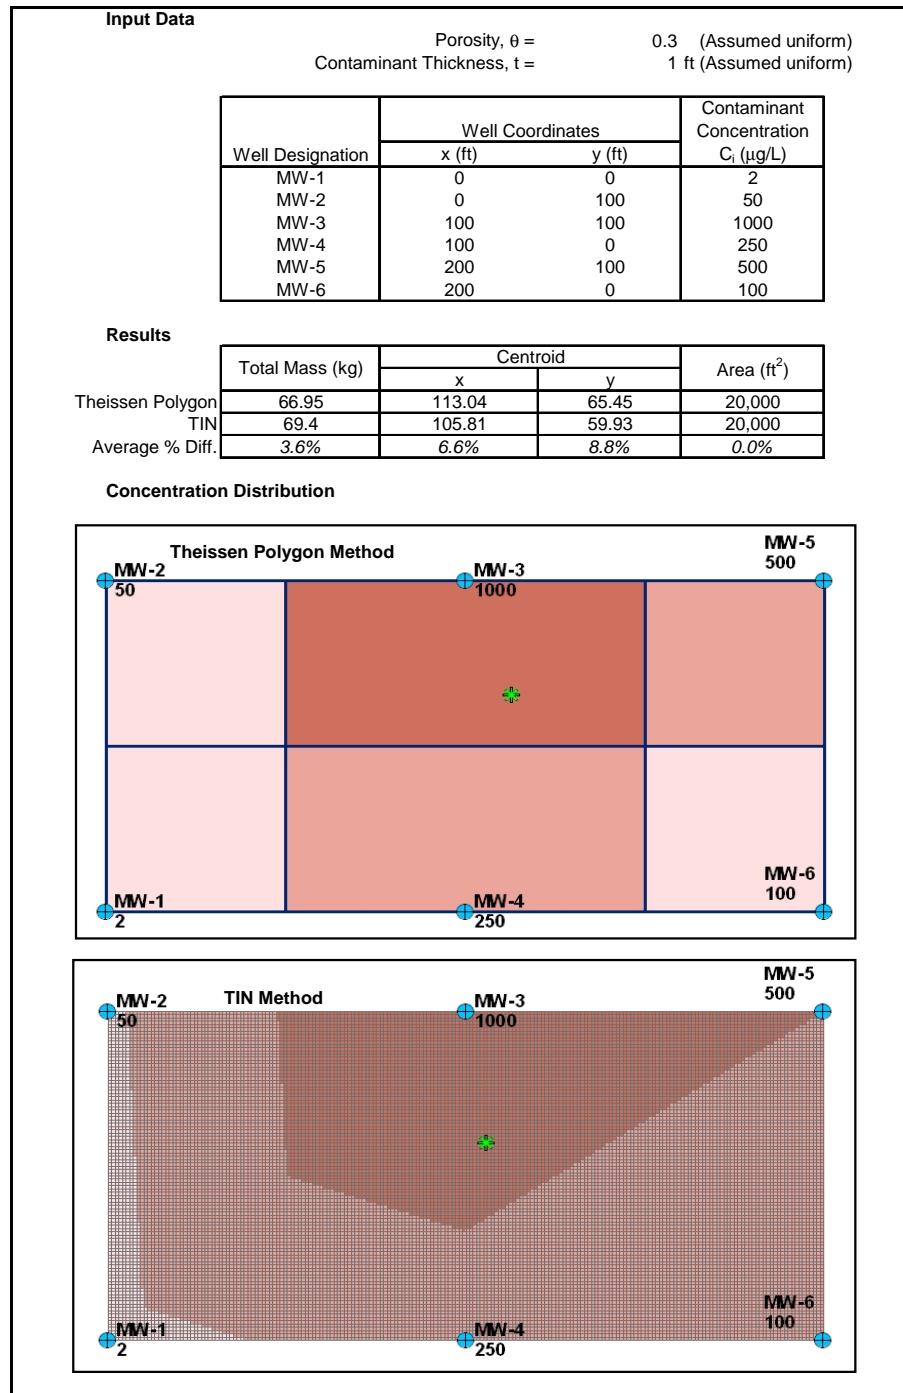 Input Data
Porosity, θ = 0.3 (Assumed uniform)
Contaminant Thickness, t = 1 ft (Assumed uniform)
Contaminant
Well Coordinates Concentration
Well Designation x (ft) y (ft) Cᵢ (μg/L)
MW-1 0 0 2
MW-2 0 100 50
MW-3 100 100 1000
MW-4 100 0 250
MW-5 200 100 500
MW-6 200 0 100
Results
Total Mass (kg) Centroid Area (ft²)
x y
Theissen Polygon 66.95 113.04 65.45 20,000
TIN 69.4 105.81 59.93 20,000
Average % Diff. 3.6% 6.6% 8.8% 0.0%
Concentration Distribution
Theissen Polygon Method
MW-2
50
MW-3
1000
MW-5
500
MW-1
2
MW-4
250
MW-6
100
TIN Method
MW-2
50
MW-3
1000
MW-5
500
MW-1
2
MW-4
250
MW-6
100